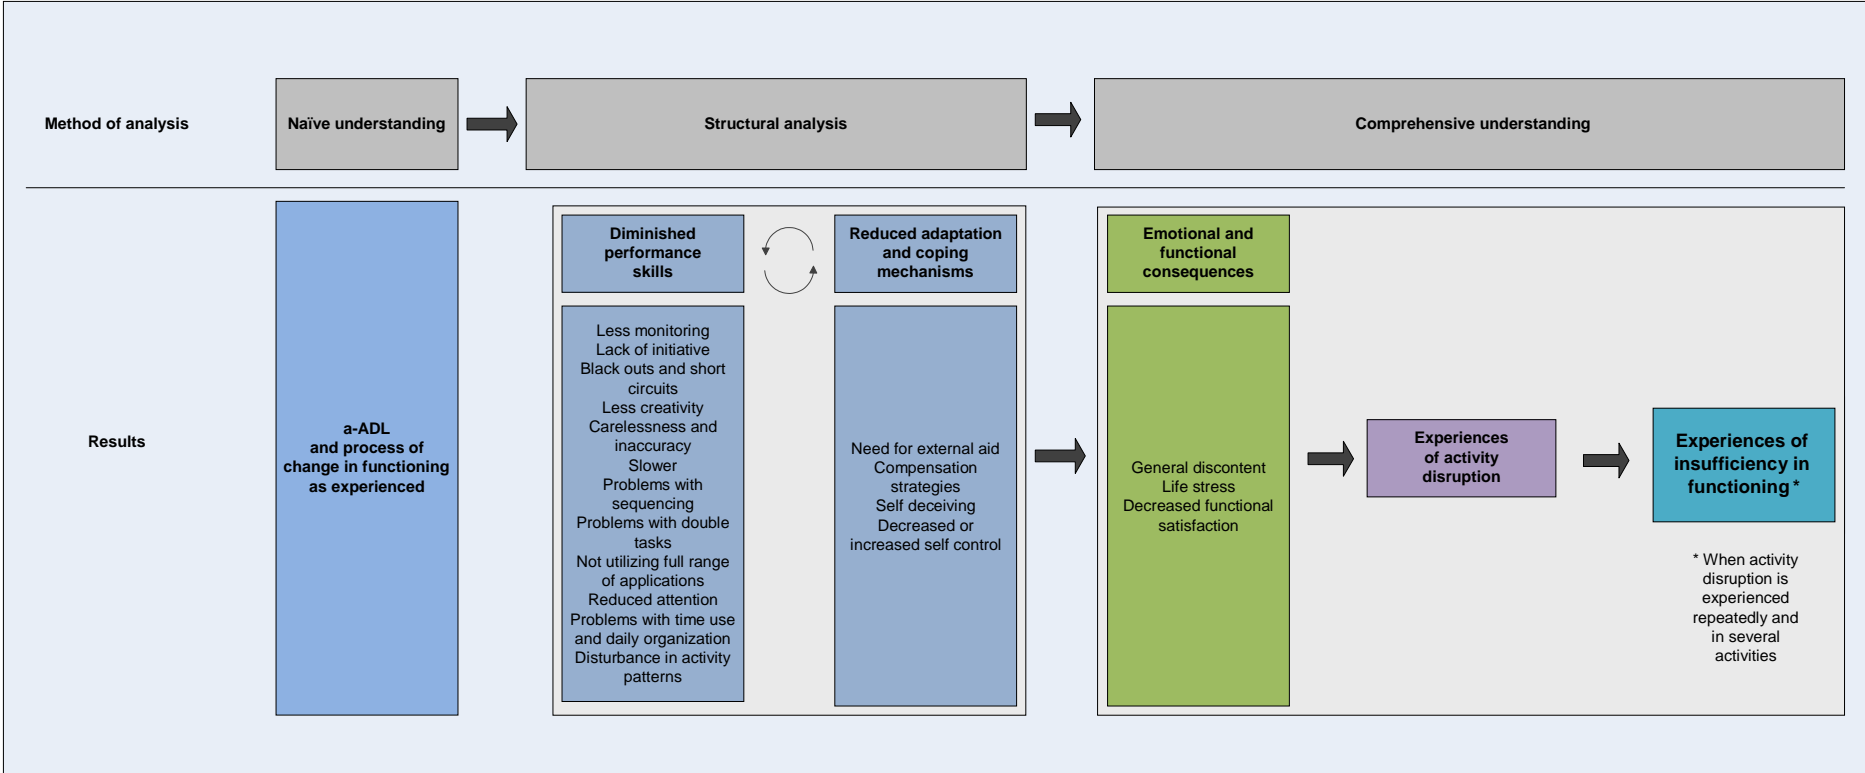 Method of analysis
Naïve understanding
Structural analysis
Comprehensive understanding
Results
a-ADL
and process of
change in functioning
as experienced
Diminished
performance
skills
Less monitoring
Lack of initiative
Black outs and short
circuits
Less creativity
Carelessness and
inaccuracy
Slower
Problems with
sequencing
Problems with double
tasks
Not utilizing full range
of applications
Reduced attention
Problems with time use
and daily organization
Disturbance in activity
patterns
Reduced adaptation
and coping
mechanisms
Need for external aid
Compensation
strategies
Self deceiving
Decreased or
increased self control
Emotional and
functional
consequences
General discontent
Life stress
Decreased functional
satisfaction
Experiences
of activity
disruption
Experiences of
insufficiency in
functioning *
* When activity
disruption is
experienced
repeatedly and
in several
activities